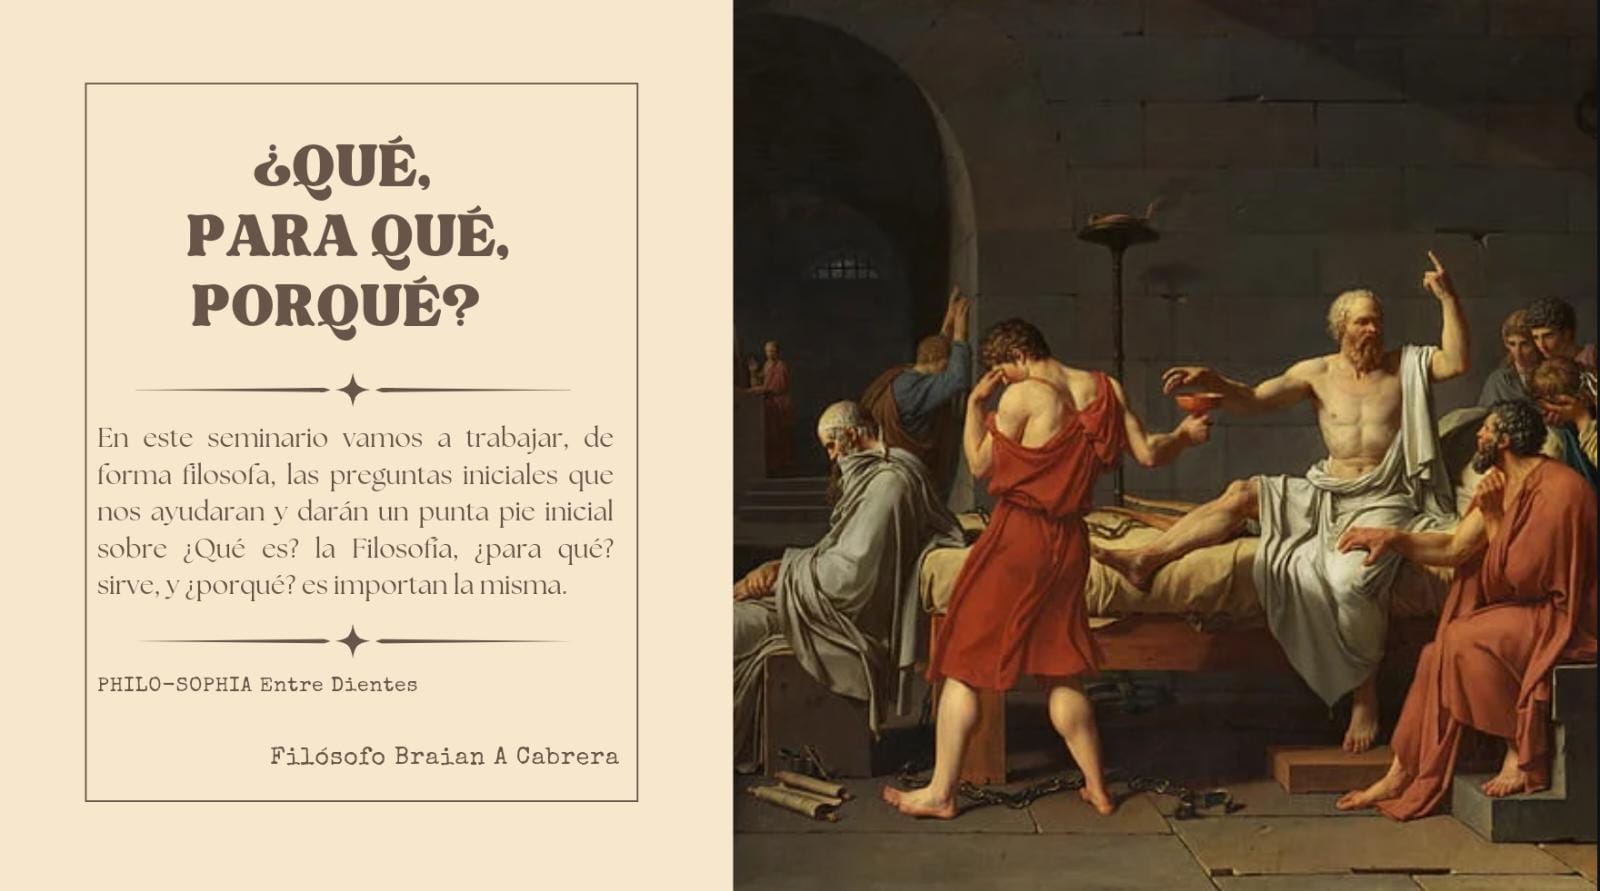 ¿QUÉ,
PARA QUÉ,
PORQUÉ?
En este seminario vamos a trabajar, de
forma filosofa, las preguntas iniciales que
nos ayudaran y darán un punta pie inicial
sobre ¿Qué es? la Filosofía, ¿para qué?
sirve, y ¿porqué? es importan la misma.
PHILO-SOPHIA Entre Dientes
Filósofo Braian A Cabrera